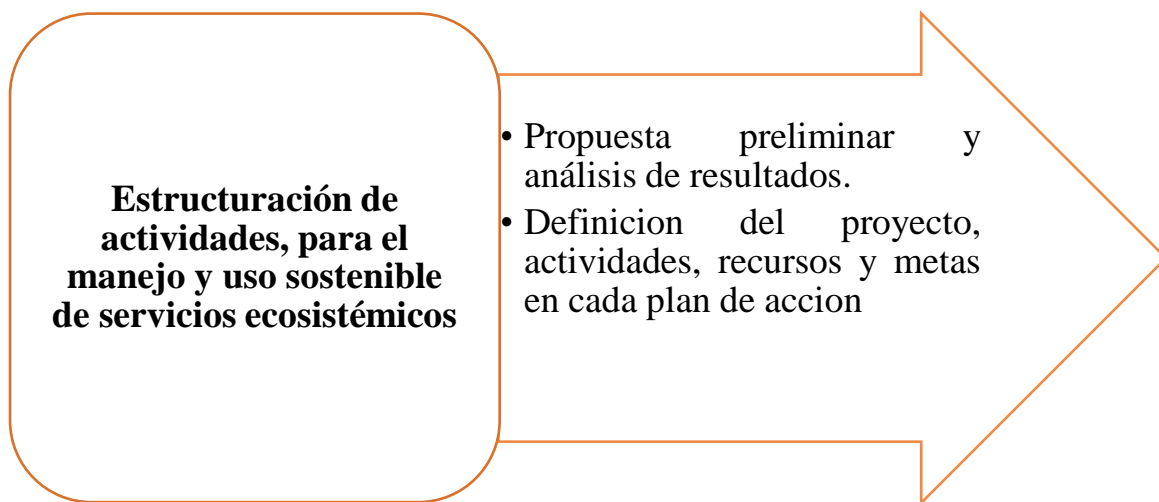 Estructuración de
actividades, para el
manejo y uso sostenible
de servicios ecosistémicos
• Propuesta preliminar y
análisis de resultados.
• Definicion del proyecto,
actividades, recursos y metas
en cada plan de accion